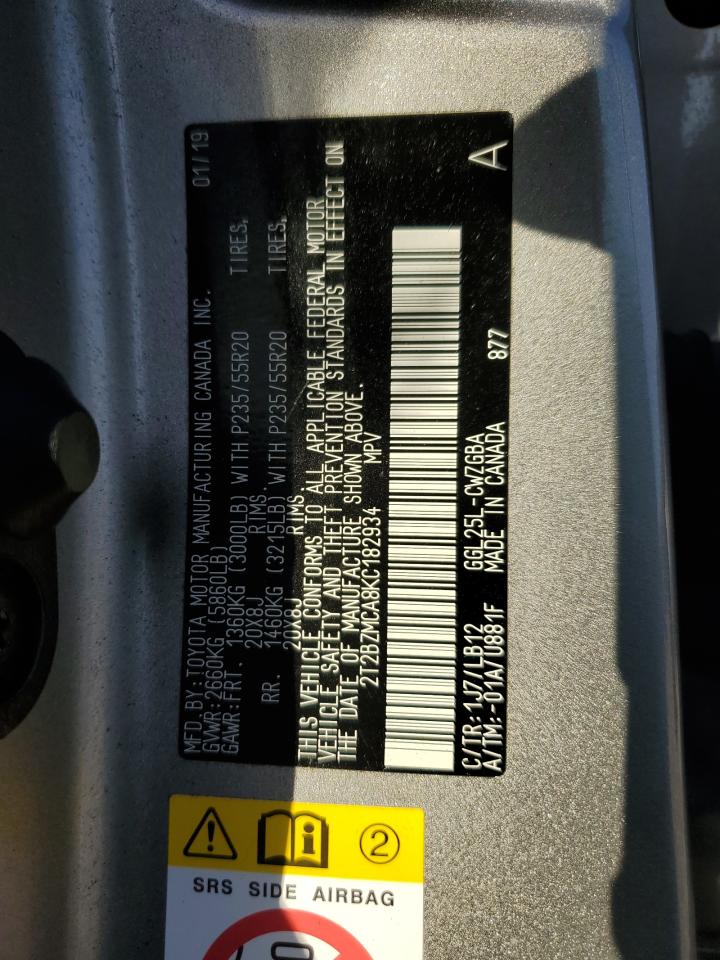 MFD.BY:TOYOTA MOTOR MANUFACTURING CANADA INC. 01/19
GVWR:2660KG(5860LB)
GAWR:FRT. 1360KG(3000LB)WITH P235/55R20 TIRES,
20X8J RIMS.
RR. 1460KG(3215LB)WITH P235/55R20 TIRES,
20X8J RIMS.
THIS VEHICLE CONFORMS TO ALL APPLICABLE FEDERAL MOTOR
VEHICLE SAFETY AND THEFT PREVENTION STANDARDS IN EFFECT ON
THE DATE OF MANUFACTURE SHOWN ABOVE.
2T2BZMCA8KC182934 MPV
C/TR:1J7/LB12 GGL25L-CWZGBA
A/TM:-01A/U881F MADE IN CANADA 877 A
2
SRS SIDE AIRBAG